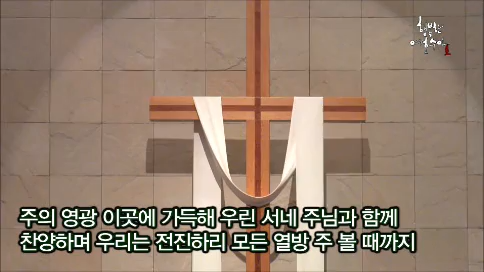 주의 영광 이곳에 가득해 우린 서네 주님과 함께
찬양하며 우리는 전진하리 모든 열방 주 볼 때까지